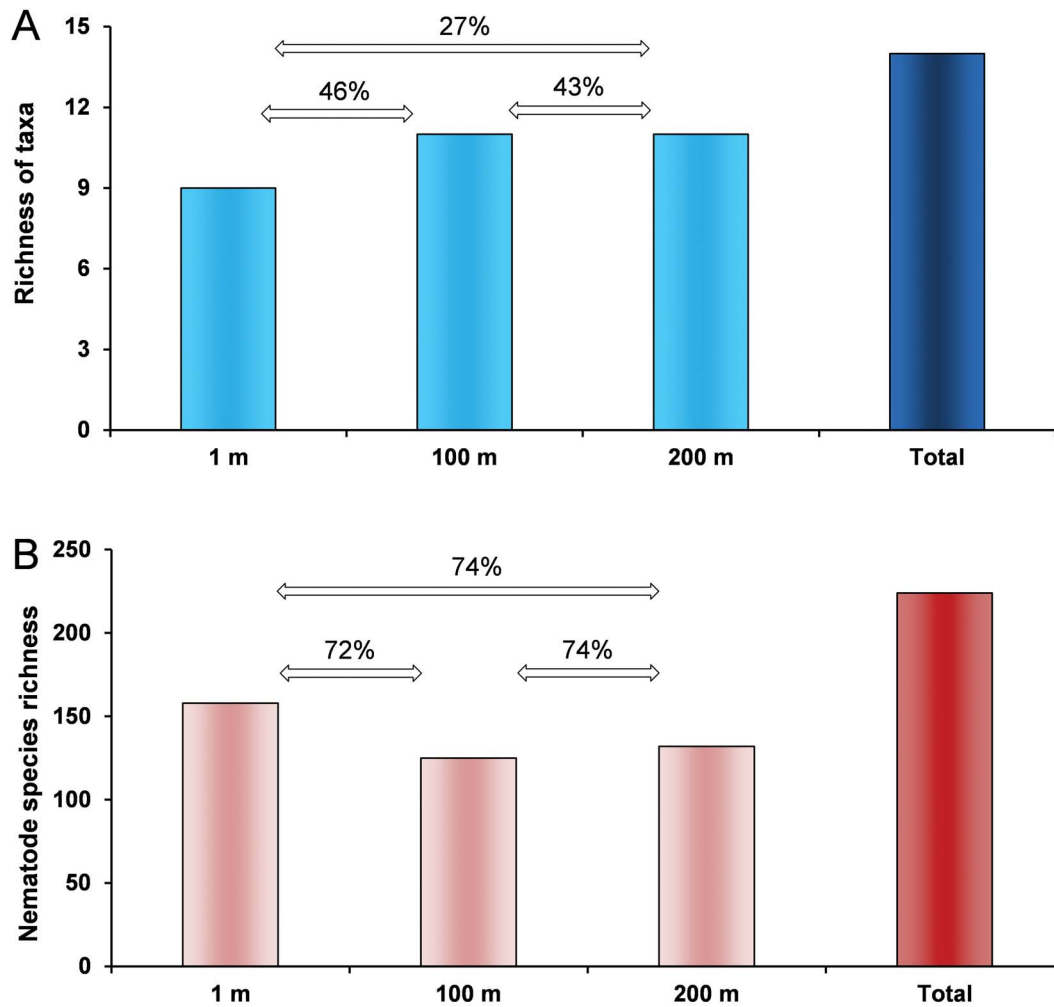 A
Richness of taxa
15
12
9
6
3
0
27%
46% 43%
1 m 100 m 200 m Total
B
Nematode species richness
250
200
150
100
50
0
74%
72% 74%
1 m 100 m 200 m Total